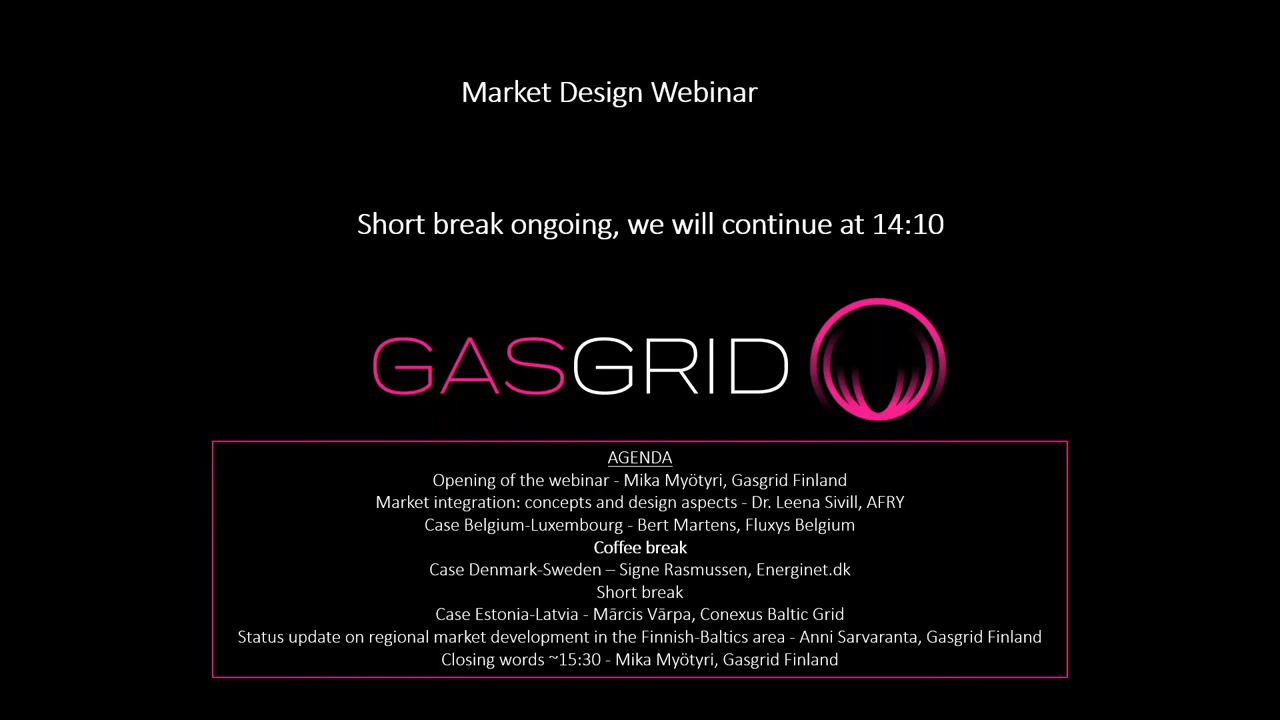 Market Design Webinar
Short break ongoing, we will continue at 14:10
GASGRID
AGENDA
Opening of the webinar - Mika Myötyri, Gasgrid Finland
Market integration: concepts and design aspects - Dr. Leena Sivill, AFRY
Case Belgium-Luxembourg - Bert Martens, Fluxys Belgium
Coffee break
Case Denmark-Sweden – Signe Rasmussen, Energinet.dk
Short break
Case Estonia-Latvia - Mārcis Vārpa, Conexus Baltic Grid
Status update on regional market development in the Finnish-Baltics area - Anni Sarvaranta, Gasgrid Finland
Closing words ~15:30 - Mika Myötyri, Gasgrid Finland